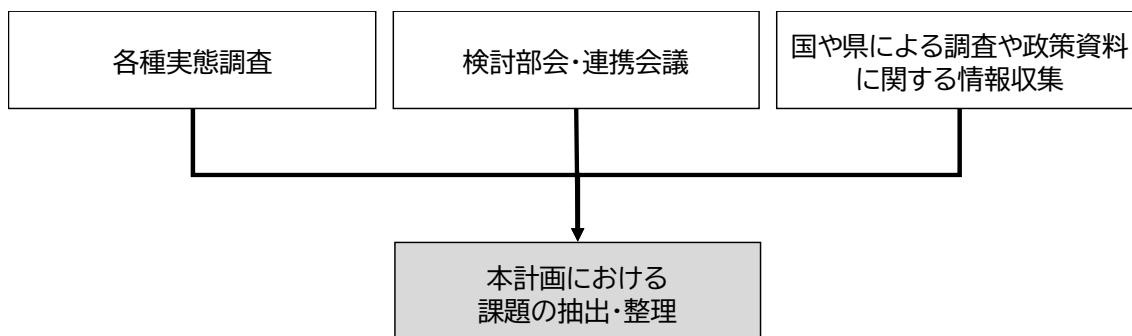 各種実態調査
検討部会・連携会議
国や県による調査や政策資料
に関する情報収集
本計画における
課題の抽出・整理